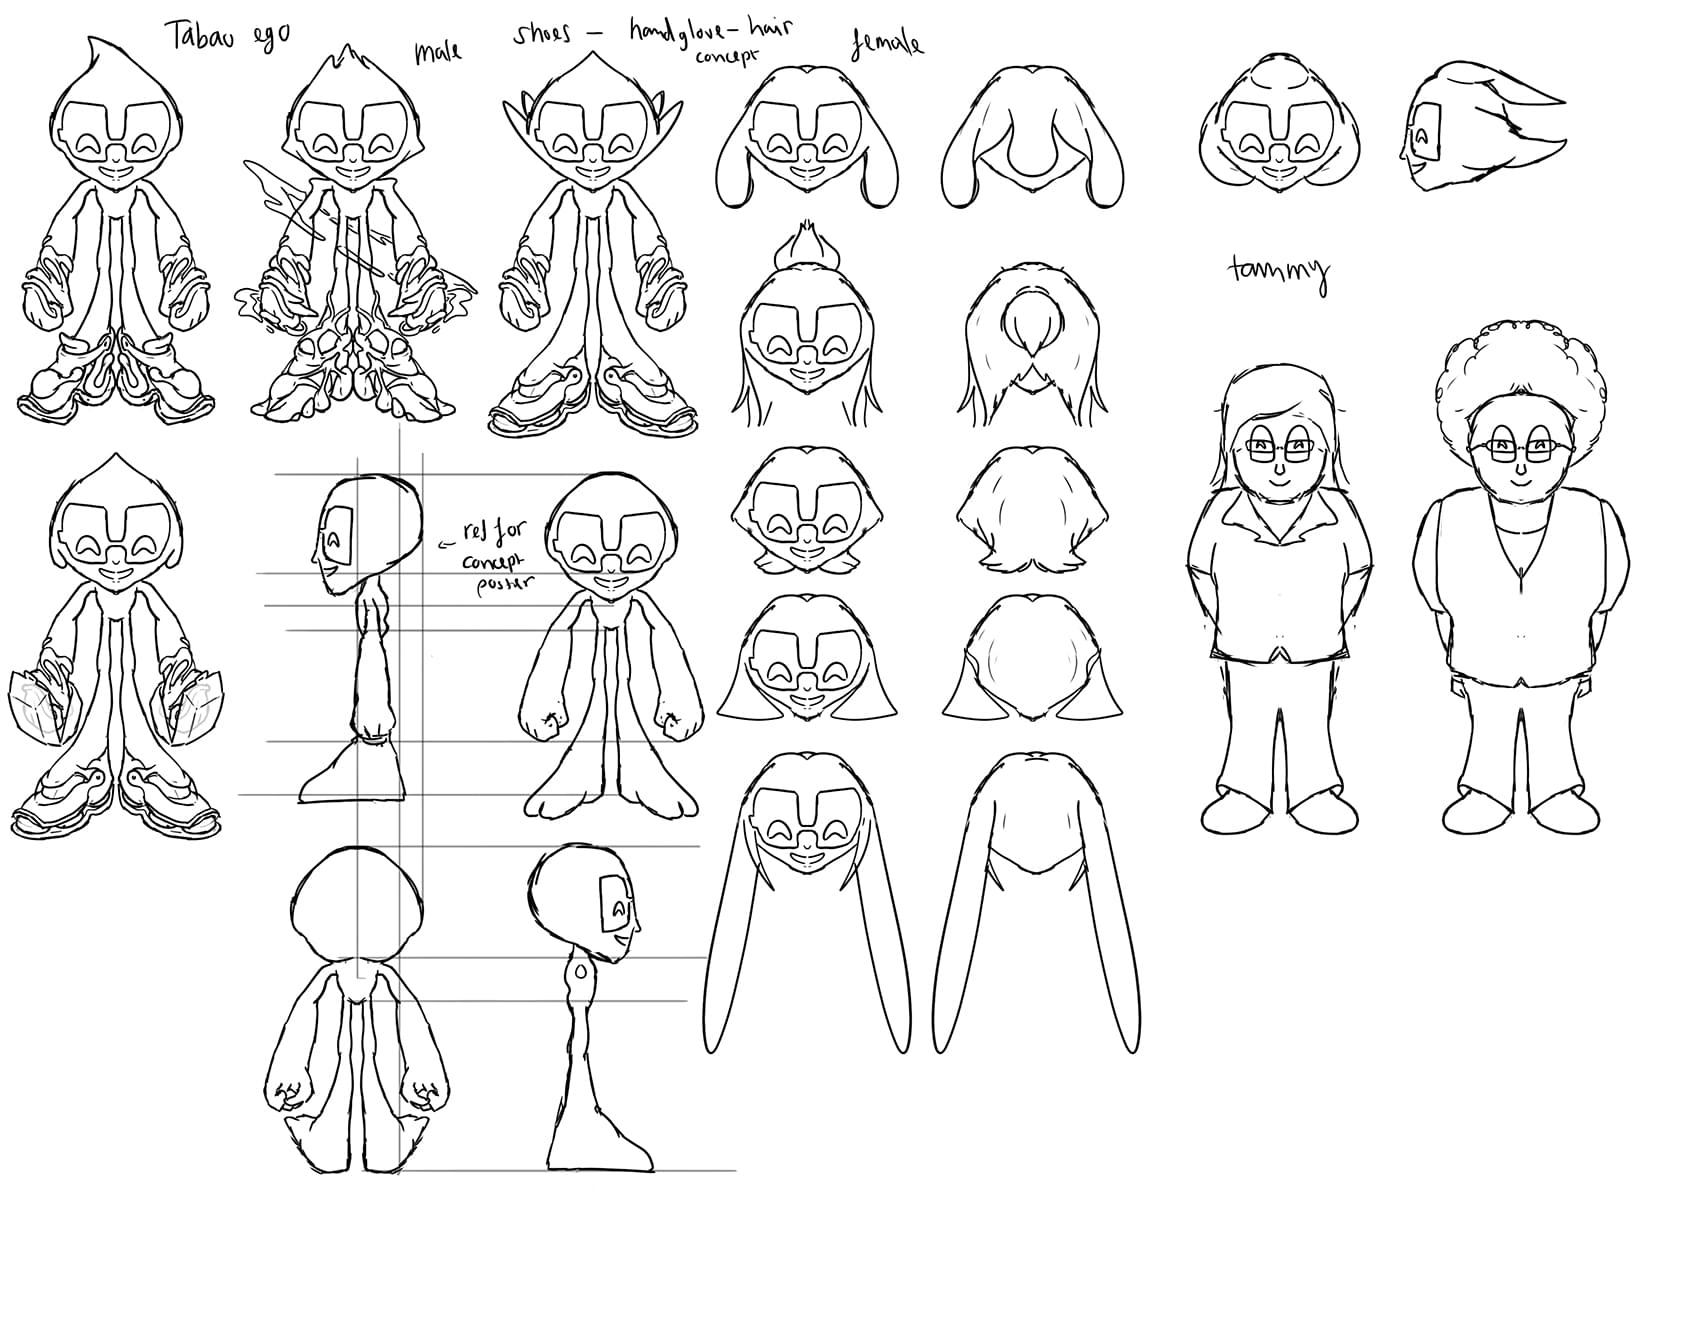 Tabau ego
male
shoes - handglove - hair
concept
female
tammy
← ref for
concept
poster